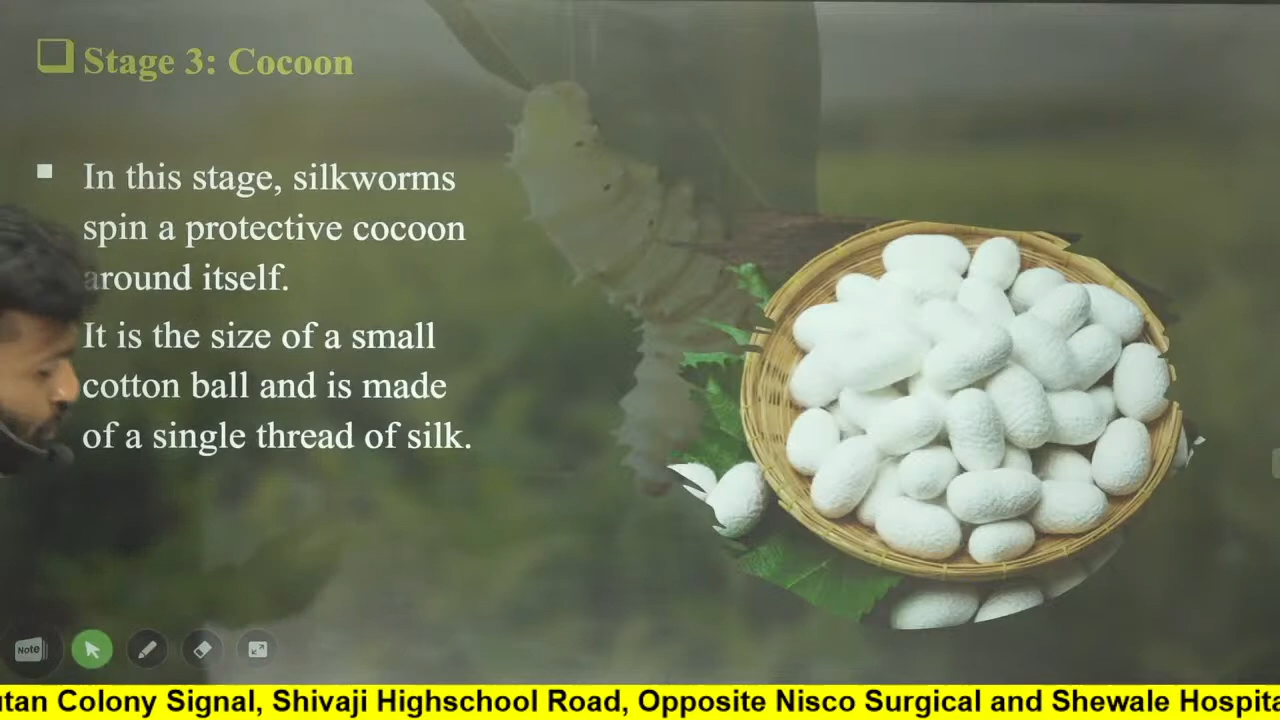 Stage 3: Cocoon
In this stage, silkworms
spin a protective cocoon
around itself.
It is the size of a small
cotton ball and is made
of a single thread of silk.
Note
Colony Signal, Shivaji Highschool Road, Opposite Nisco Surgical and Shewale